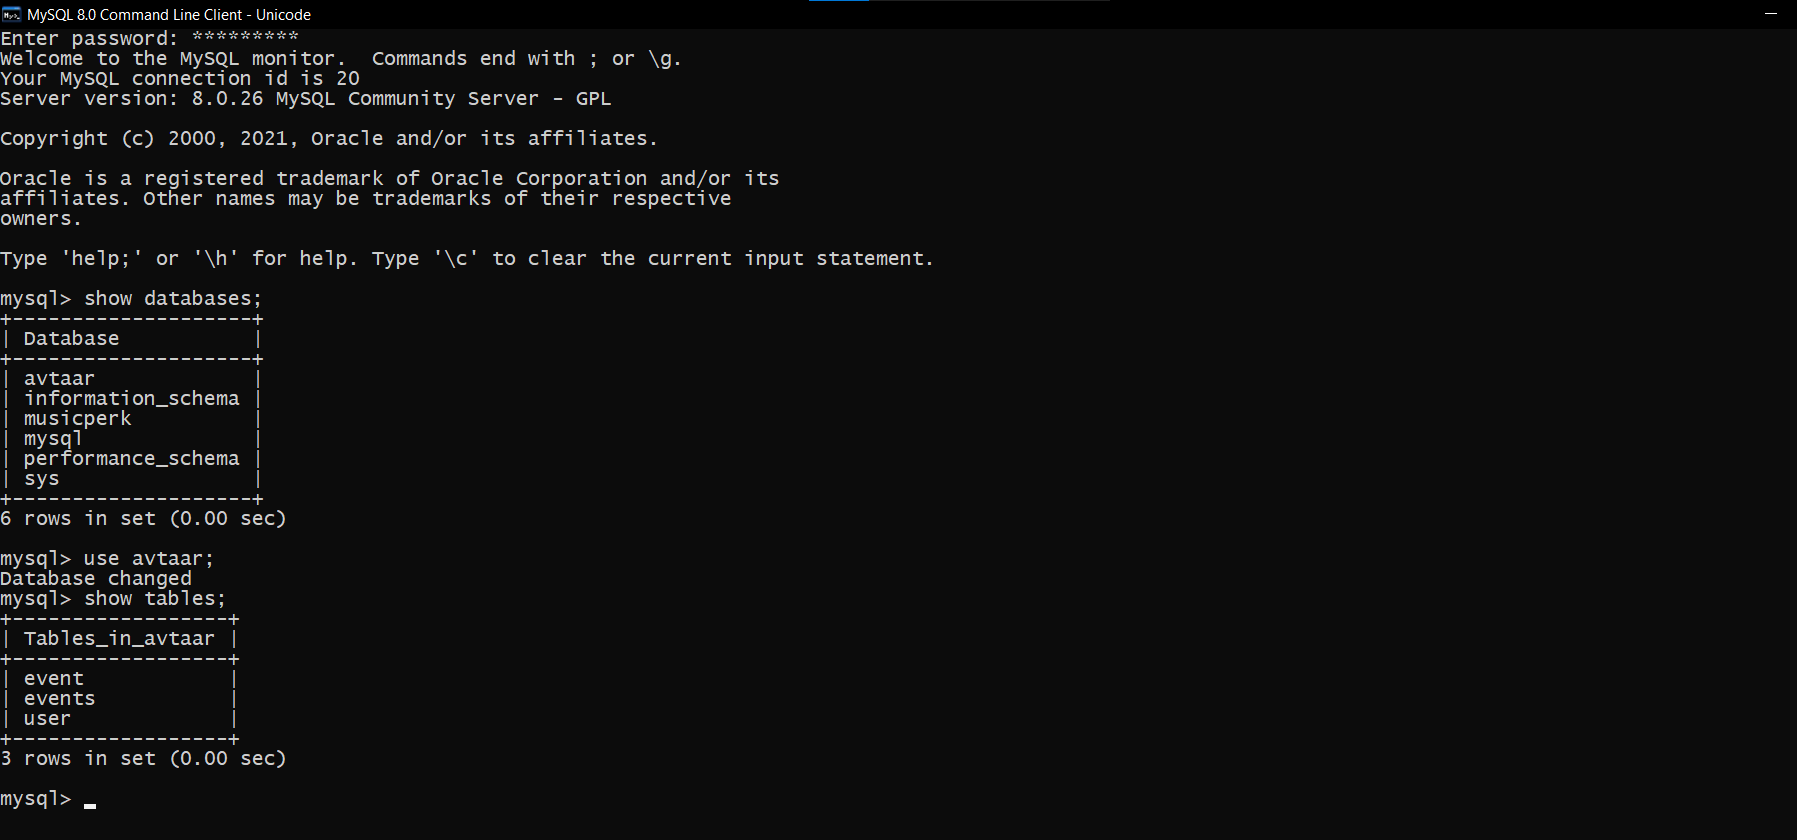 MySQL 8.0 Command Line Client - Unicode
Enter password: *********
Welcome to the MySQL monitor.  Commands end with ; or \g.
Your MySQL connection id is 20
Server version: 8.0.26 MySQL Community Server - GPL

Copyright (c) 2000, 2021, Oracle and/or its affiliates.

Oracle is a registered trademark of Oracle Corporation and/or its
affiliates. Other names may be trademarks of their respective
owners.

Type 'help;' or '\h' for help. Type '\c' to clear the current input statement.

mysql> show databases;
+--------------------+
| Database           |
+--------------------+
| avtaar             |
| information_schema |
| musicperk          |
| mysql              |
| performance_schema |
| sys                |
+--------------------+
6 rows in set (0.00 sec)

mysql> use avtaar;
Database changed
mysql> show tables;
+------------------+
| Tables_in_avtaar |
+------------------+
| event            |
| events           |
| user             |
+------------------+
3 rows in set (0.00 sec)

mysql> _